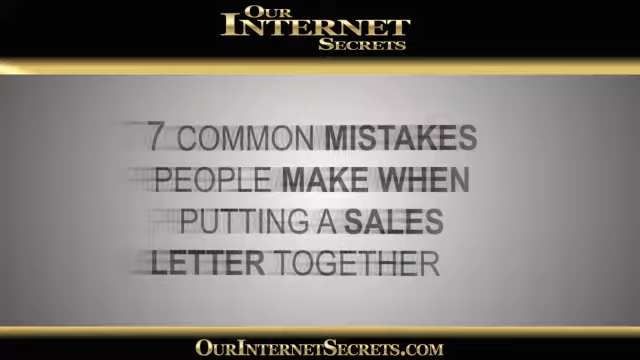 OUR
INTERNET
SECRETS
7 COMMON MISTAKES
PEOPLE MAKE WHEN
PUTTING A SALES
LETTER TOGETHER
OURINTERNETSECRETS.COM